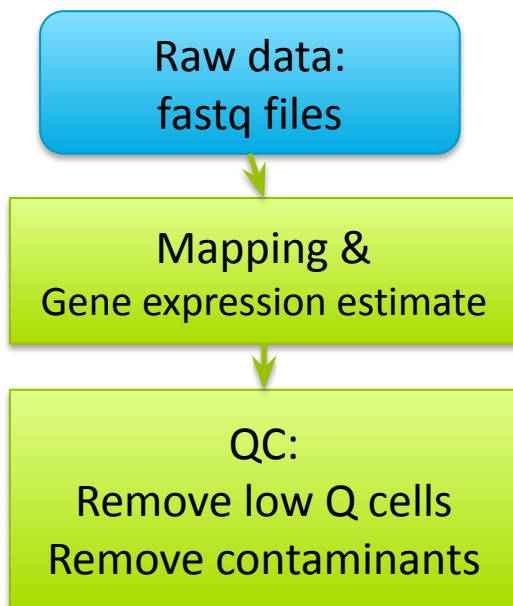 Raw data:
fastq files
Mapping &
Gene expression estimate
QC:
Remove low Q cells
Remove contaminants